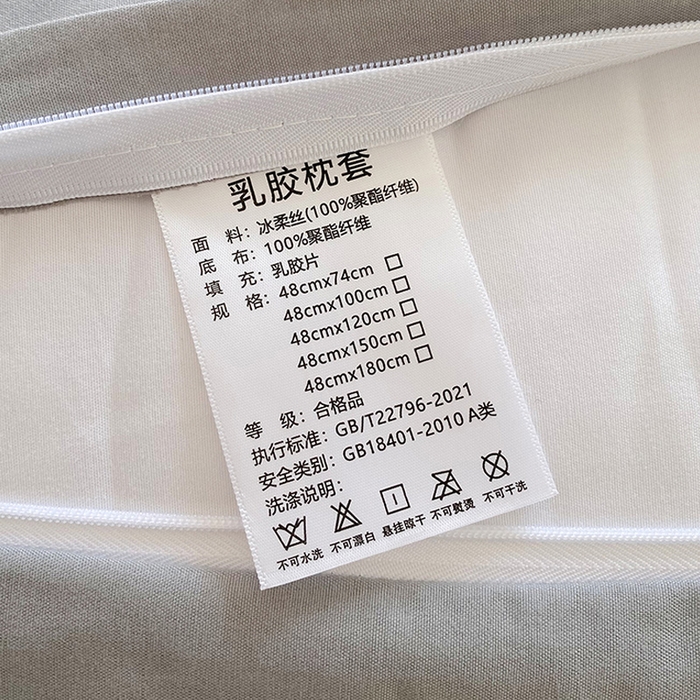 乳胶枕套
面 料：冰柔丝(100%聚酯纤维)
底 布：100%聚酯纤维
填 充：乳胶片
规 格：48cmx74cm □
48cmx100cm □
48cmx120cm □
48cmx150cm □
48cmx180cm □
等 级：合格品
执行标准：GB/T22796-2021
安全类别：GB18401-2010 A类
洗涤说明：
不可水洗 不可漂白 悬挂晾干 不可熨烫 不可干洗